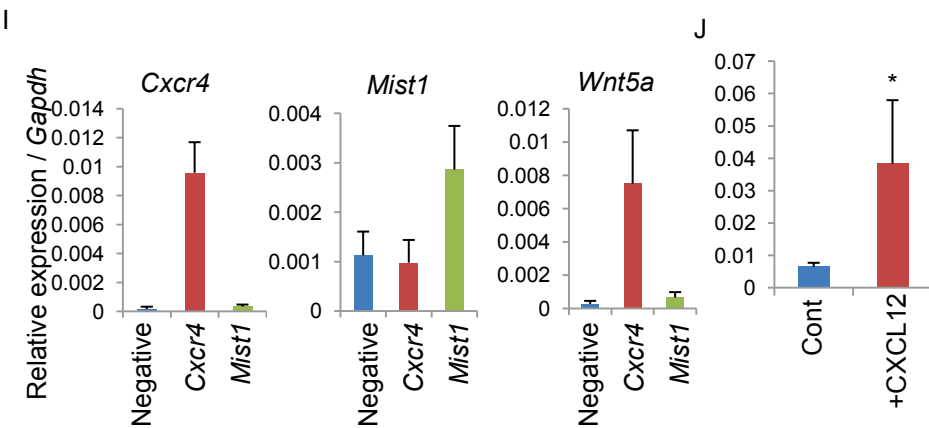 I
J
Relative expression / Gapdh
Cxcr4
0.014
0.012
0.01
0.008
0.006
0.004
0.002
0
Negative
Cxcr4
Mist1
Mist1
0.004
0.003
0.002
0.001
0
Negative
Cxcr4
Mist1
Wnt5a
0.012
0.01
0.008
0.006
0.004
0.002
0
Negative
Cxcr4
Mist1
0.07
0.06
0.05
0.04
0.03
0.02
0.01
0
*
Cont
+CXCL12